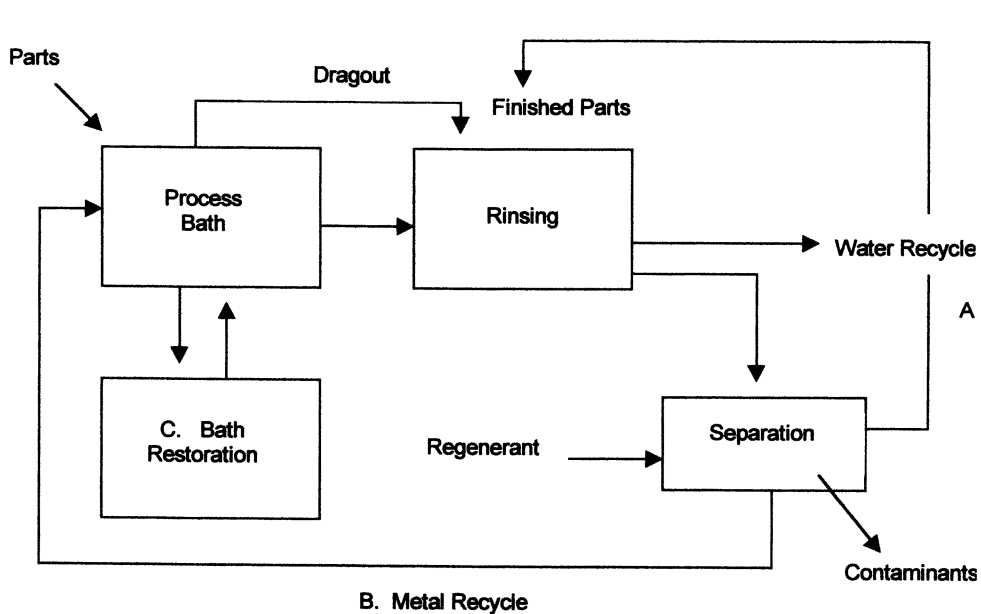 Parts
Dragout
Finished Parts
Process
Bath
Rinsing
Water Recycle
A
C. Bath
Restoration
Regenerant
Separation
Contaminants
B. Metal Recycle